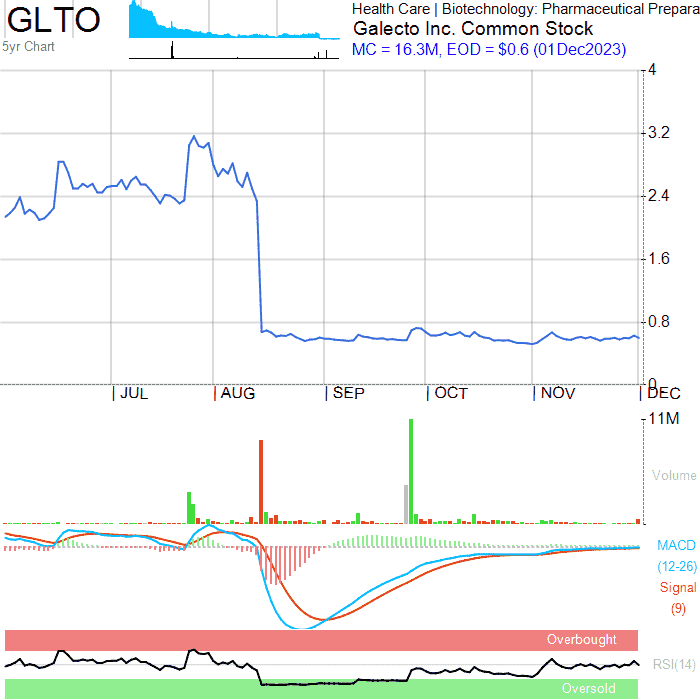 GLTO
5yr Chart
Health Care | Biotechnology: Pharmaceutical Prepara
Galecto Inc. Common Stock
MC = 16.3M, EOD = $0.6 (01Dec2023)
4
3.2
2.4
1.6
0.8
0
JUL AUG SEP OCT NOV DEC
11M
Volume
MACD
(12-26)
Signal
(9)
Overbought
RSI(14)
Oversold